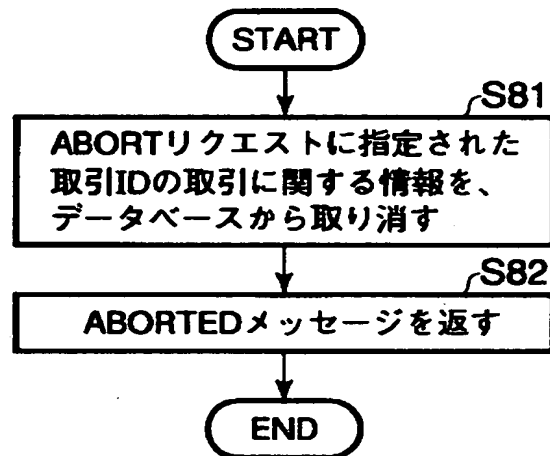 START
S81
ABORTリクエストに指定された
取引IDの取引に関する情報を、
データベースから取り消す
S82
ABORTEDメッセージを返す
END